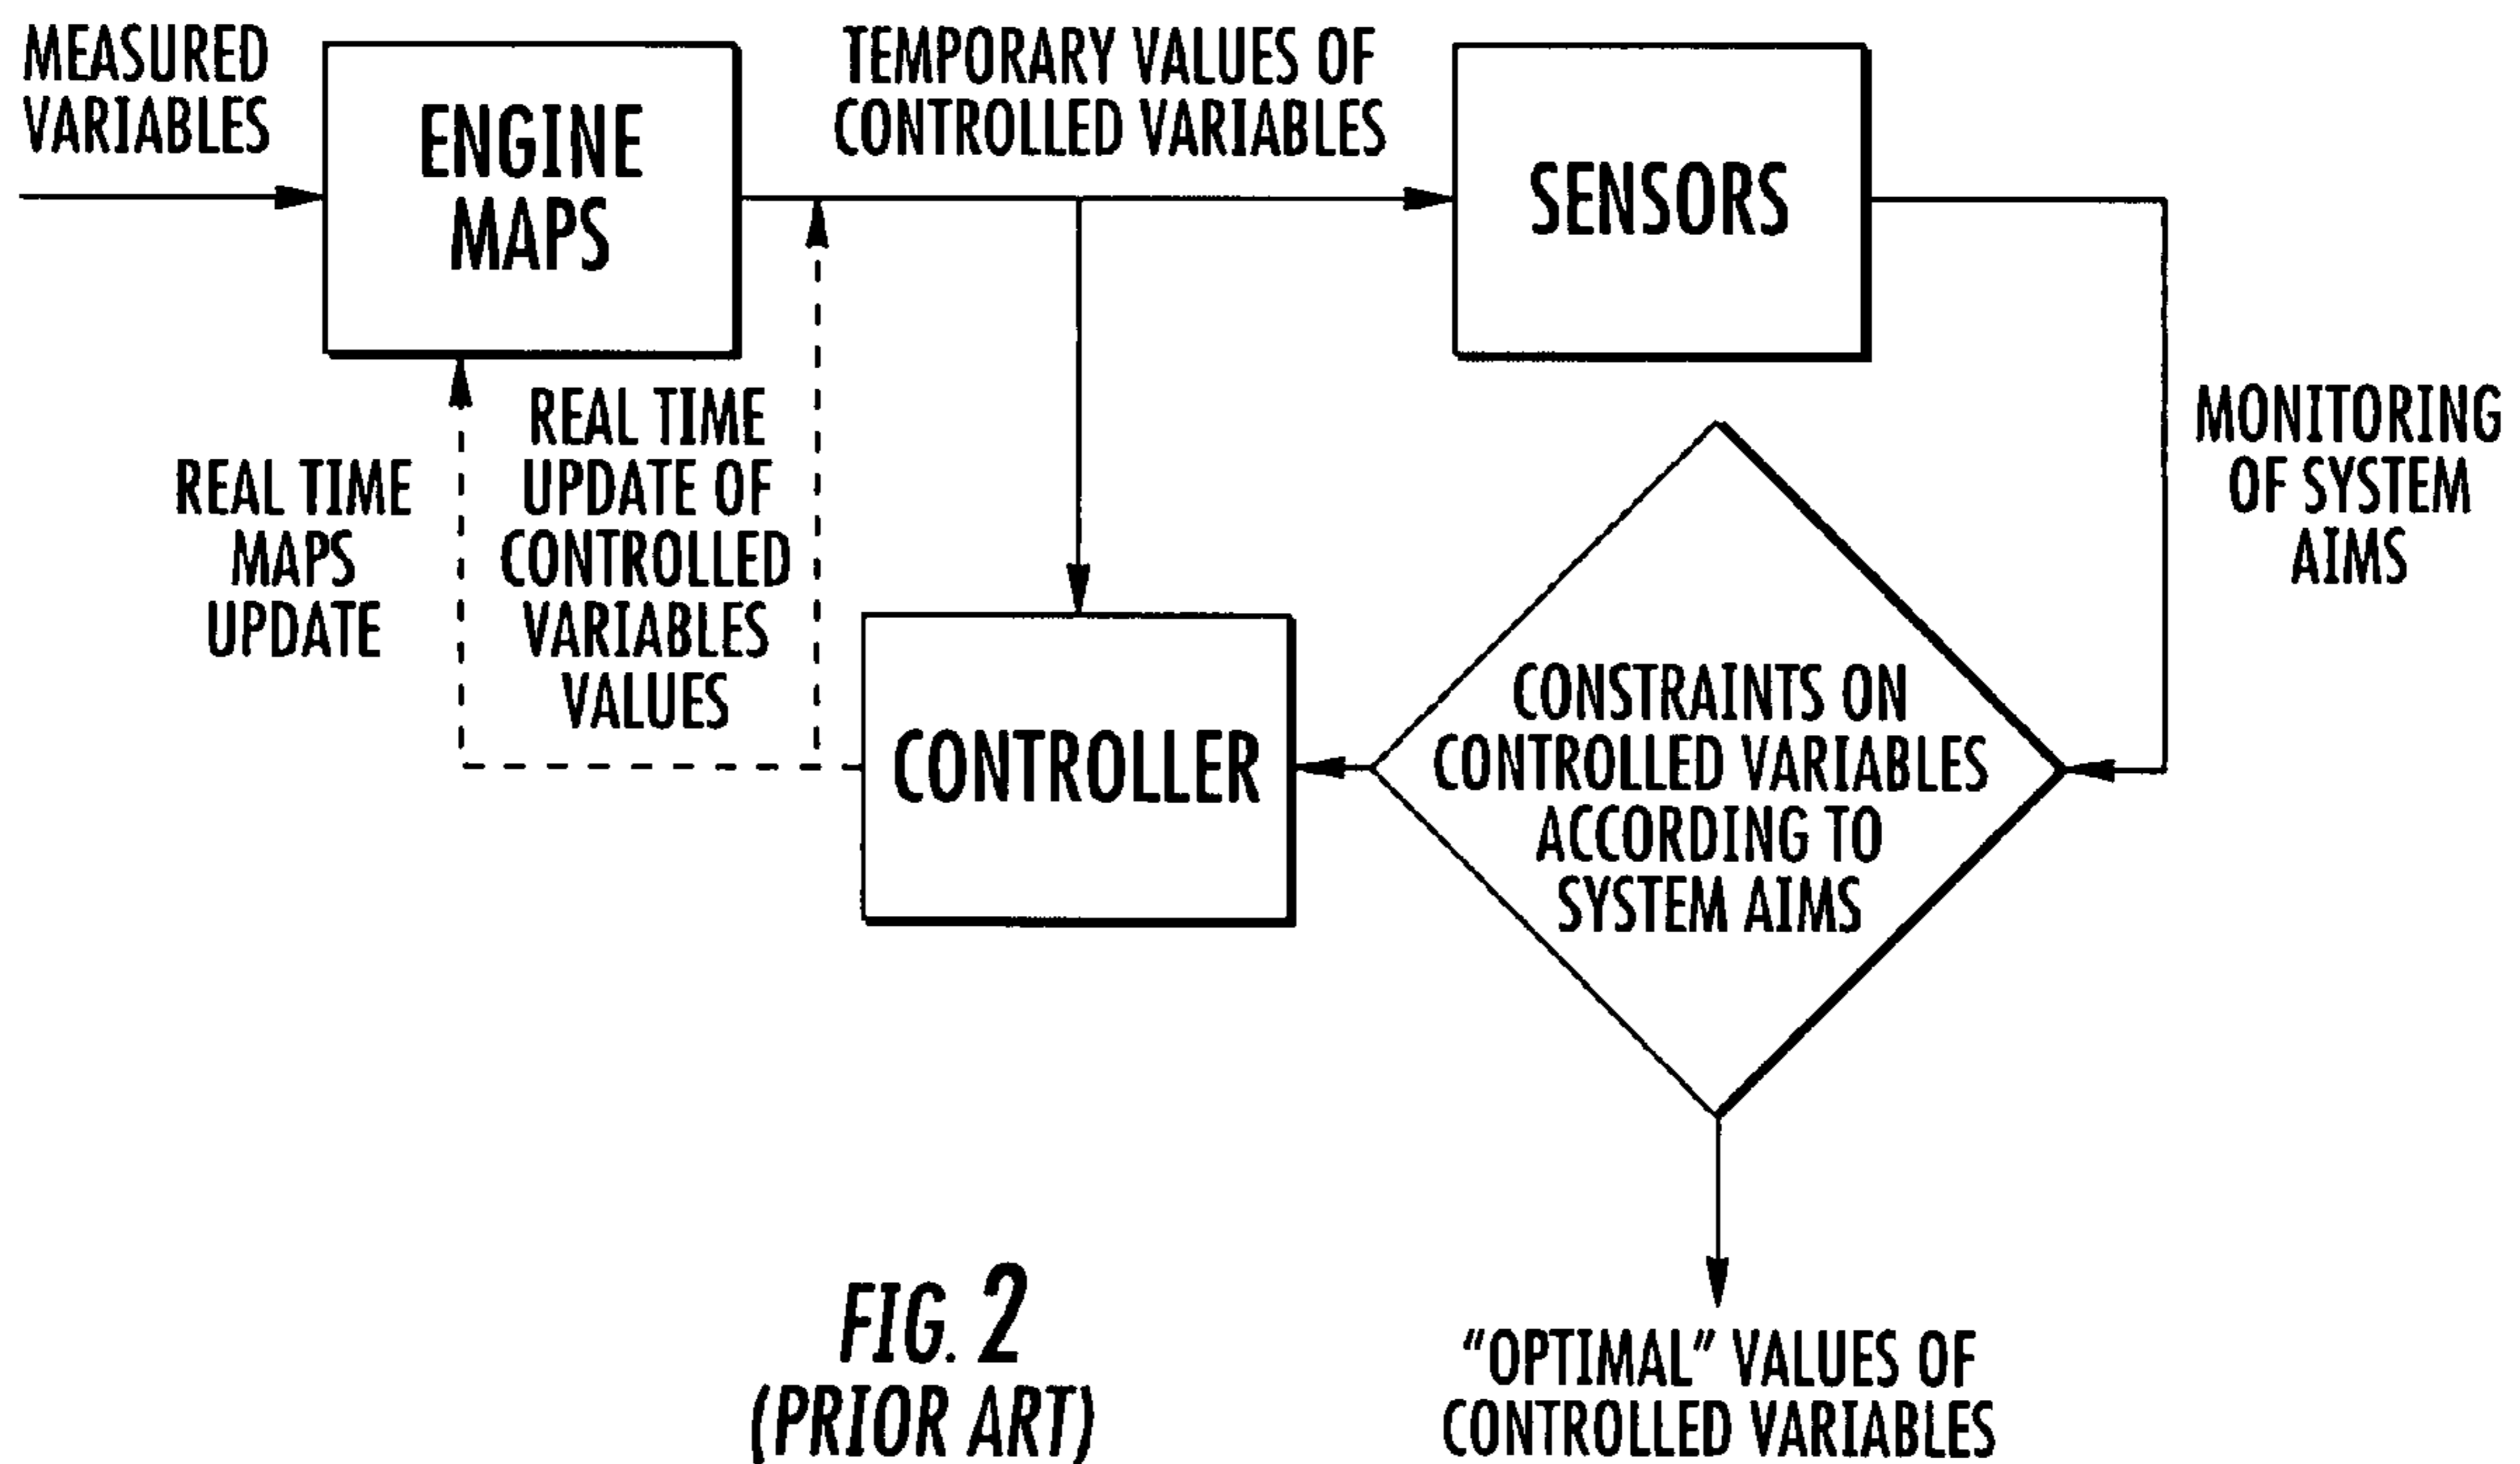 MEASURED
VARIABLES
ENGINE
MAPS
TEMPORARY VALUES OF
CONTROLLED VARIABLES
SENSORS
MONITORING
OF SYSTEM
AIMS
REAL TIME
MAPS
UPDATE
REAL TIME
UPDATE OF
CONTROLLED
VARIABLES
VALUES
CONTROLLER
CONSTRAINTS ON
CONTROLLED VARIABLES
ACCORDING TO
SYSTEM AIMS
"OPTIMAL" VALUES OF
CONTROLLED VARIABLES
FIG. 2
(PRIOR ART)